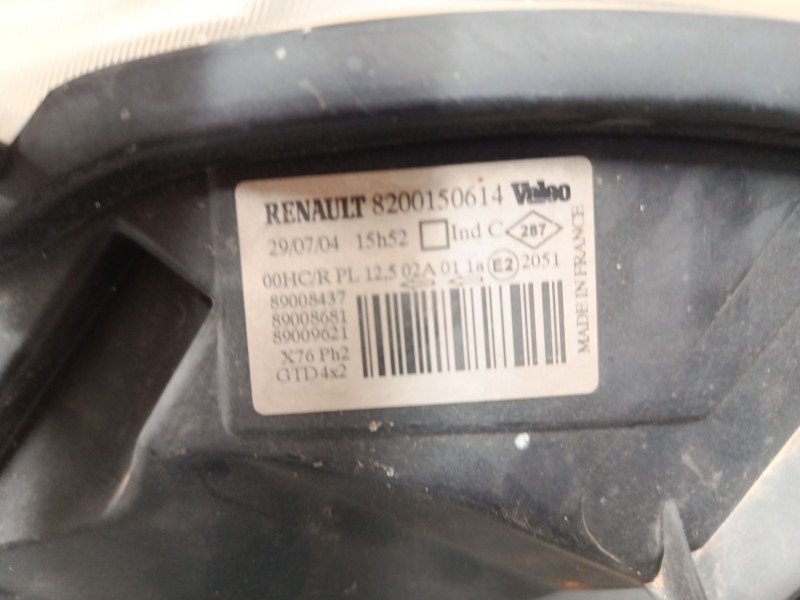 RENAULT 8200150614 Valeo
29/07/04 15h52 Ind C 287
00HC/R PL 12,5 02A 01 1a E2 2051
89008437
89008681
89009621
X76 Ph2
GTD4x2
MADE IN FRANCE